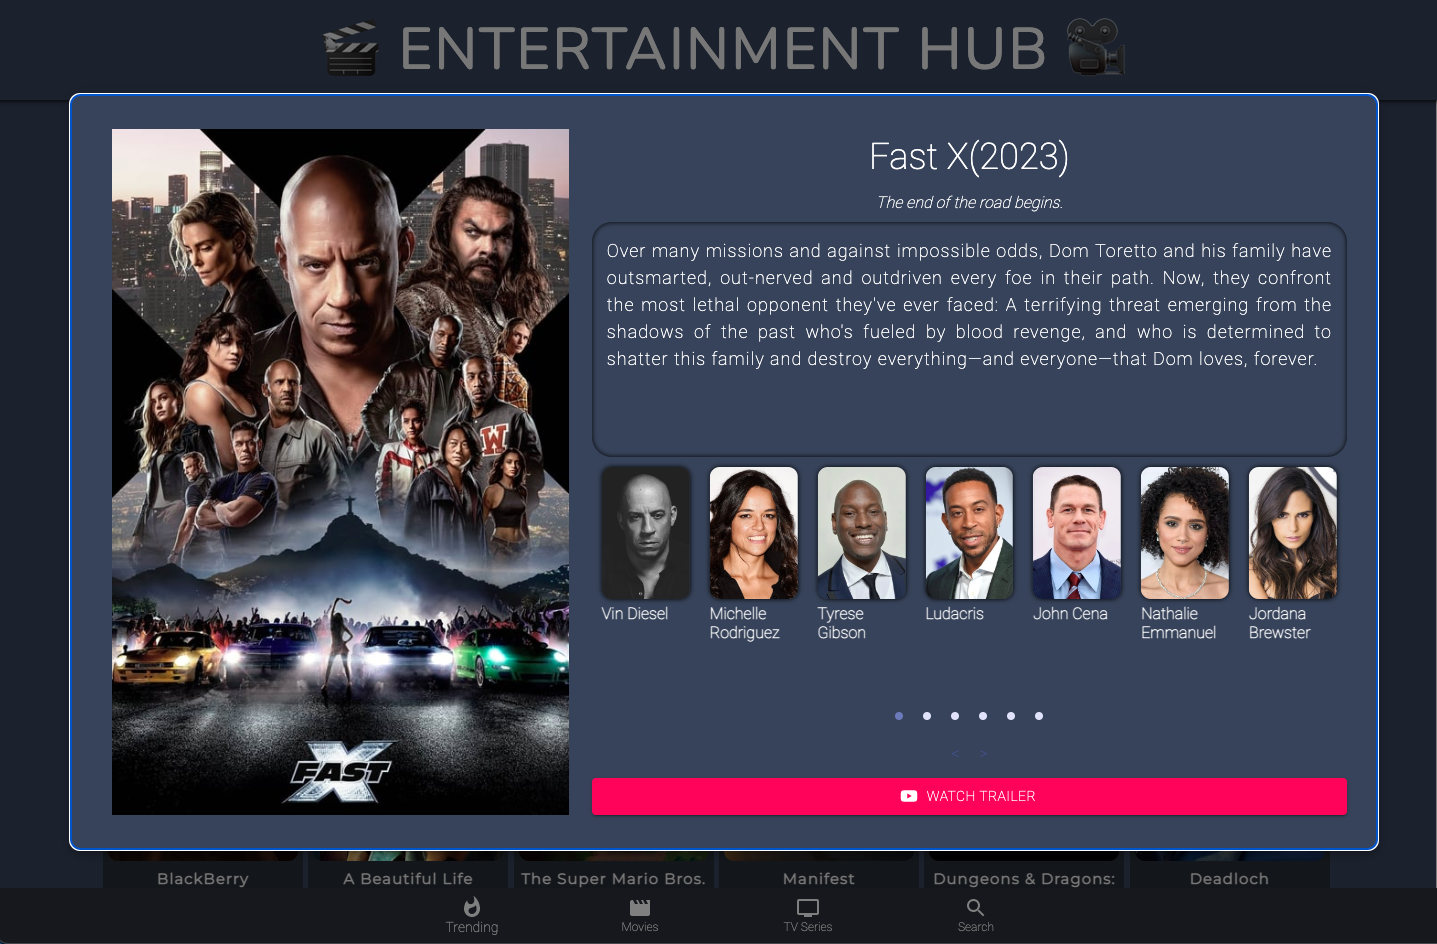 ENTERTAINMENT HUB
Fast X(2023)
The end of the road begins.
Over many missions and against impossible odds, Dom Toretto and his family have
outsmarted, out-nerved and outdriven every foe in their path. Now, they confront
the most lethal opponent they've ever faced: A terrifying threat emerging from the
shadows of the past who's fueled by blood revenge, and who is determined to
shatter this family and destroy everything—and everyone—that Dom loves, forever.
W
FAST X
Vin Diesel
Michelle
Rodriguez
Tyrese
Gibson
Ludacris
John Cena
Nathalie
Emmanuel
Jordana
Brewster
< >
WATCH TRAILER
BlackBerry
A Beautiful Life
The Super Mario Bros.
Manifest
Dungeons & Dragons:
Deadloch
Trending
Movies
TV Series
Search